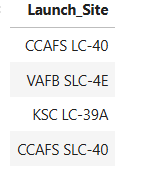 Launch_Site
CCAFS LC-40
VAFB SLC-4E
KSC LC-39A
CCAFS SLC-40